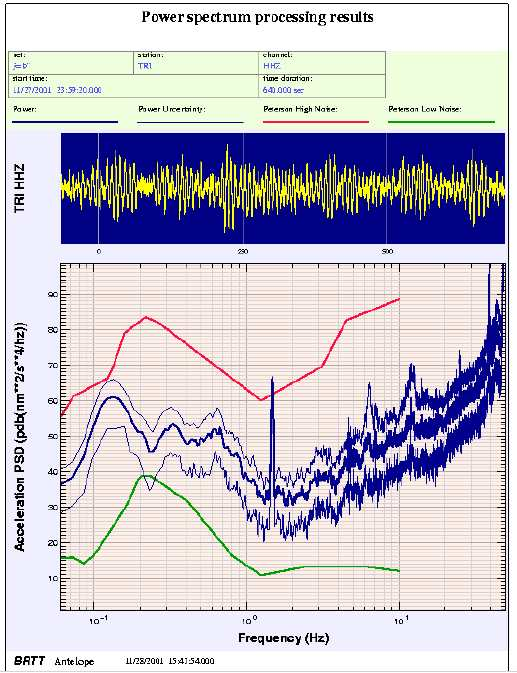 Power spectrum processing results
net: station: channel:
TRI HHZ
start time: time duration:
11/27/2001 23:59:20.000 640.000 sec
Power: Power Uncertainty: Peterson High Noise: Peterson Low Noise:
TRI HHZ
0 250 500
Acceleration PSD (pdb(nm**2/s**4/hz))
90
80
70
60
50
40
30
20
10
10⁻¹ 10⁰ 10¹
Frequency (Hz)
BRTT Antelope 11/28/2001 15:41:54.000